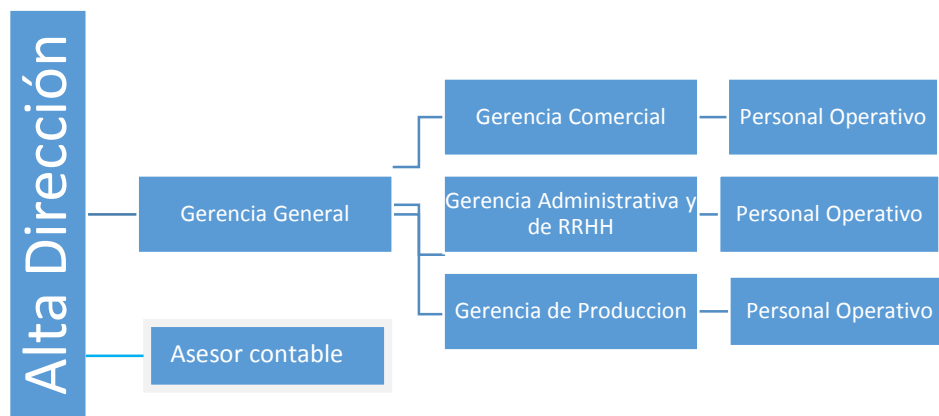 Alta Dirección
Gerencia General
Asesor contable
Gerencia Comercial
Personal Operativo
Gerencia Administrativa y
de RRHH
Personal Operativo
Gerencia de Produccion
Personal Operativo